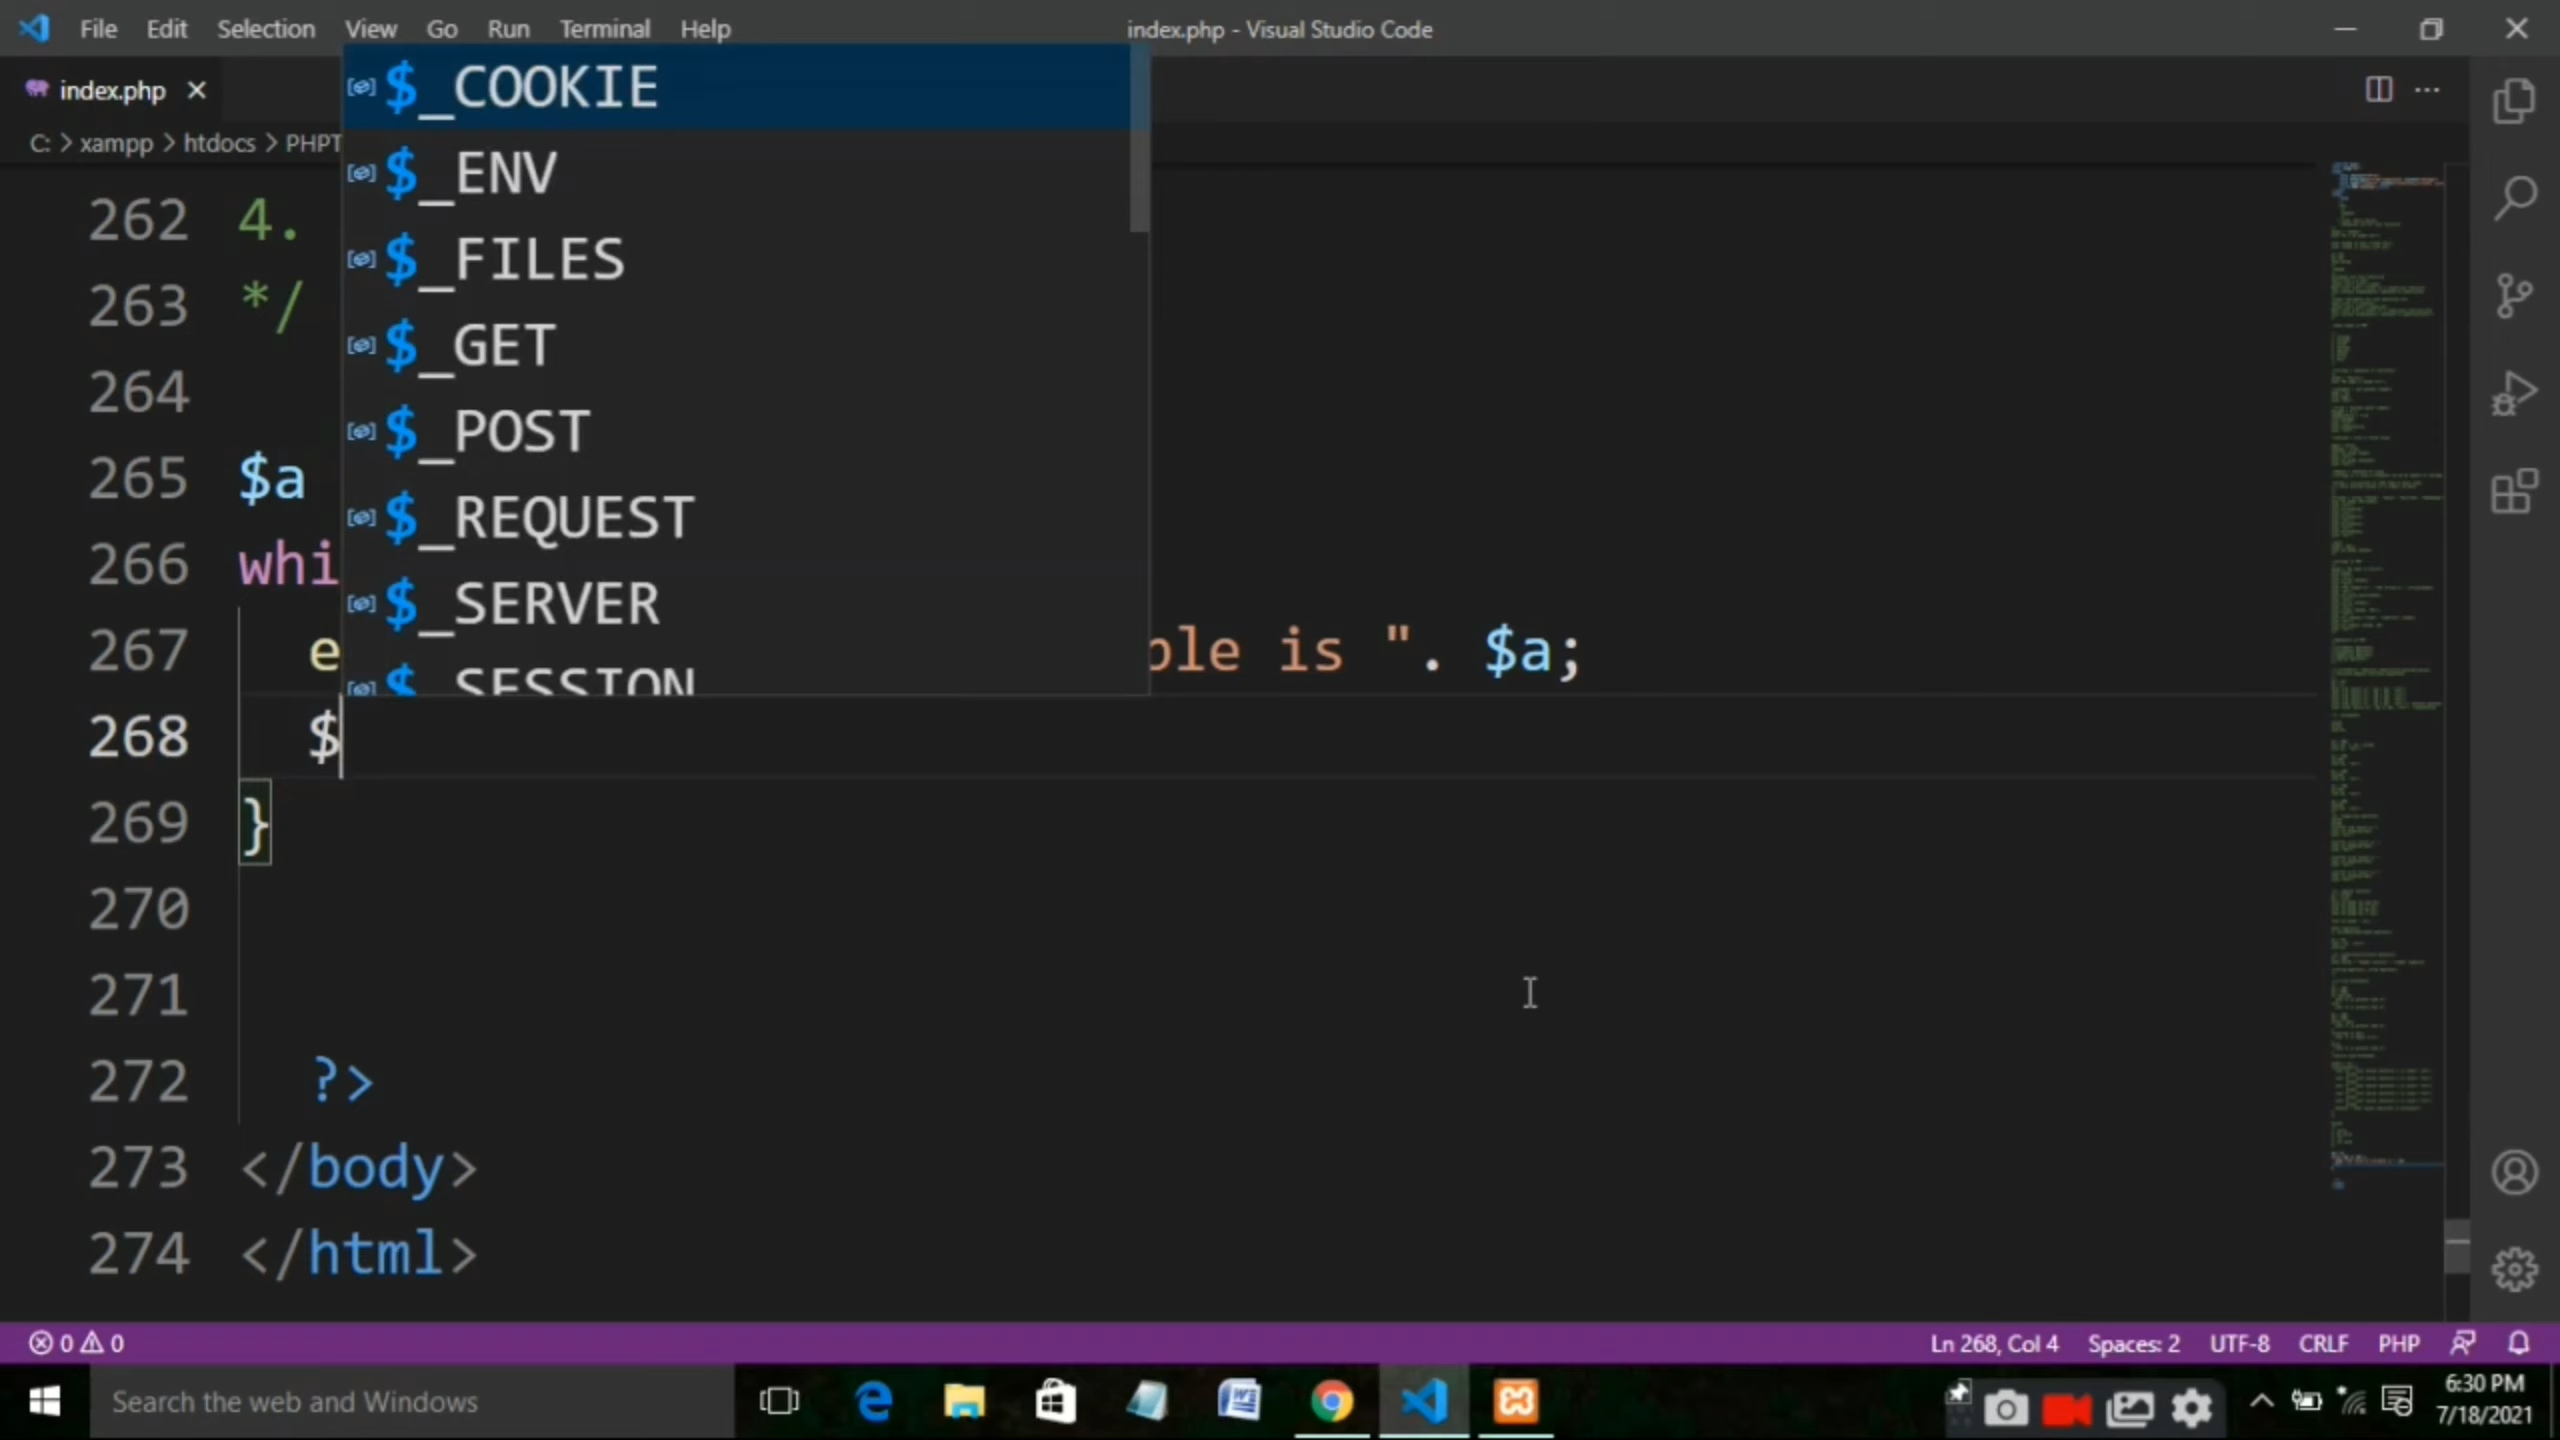 File Edit Selection View Go Run Terminal Help
index.php - Visual Studio Code
index.php
C: > xampp > htdocs > PHPT
$_COOKIE
$_ENV
$_FILES
$_GET
$_POST
$_REQUEST
$_SERVER
$_SESSION
262 4.
263 */
264
265 $a
266 whi
267 e ble is ". $a;
268 $
269 }
270
271
272 ?>
273 </body>
274 </html>
0 0
Ln 268, Col 4 Spaces: 2 UTF-8 CRLF PHP
Search the web and Windows
6:30 PM
7/18/2021